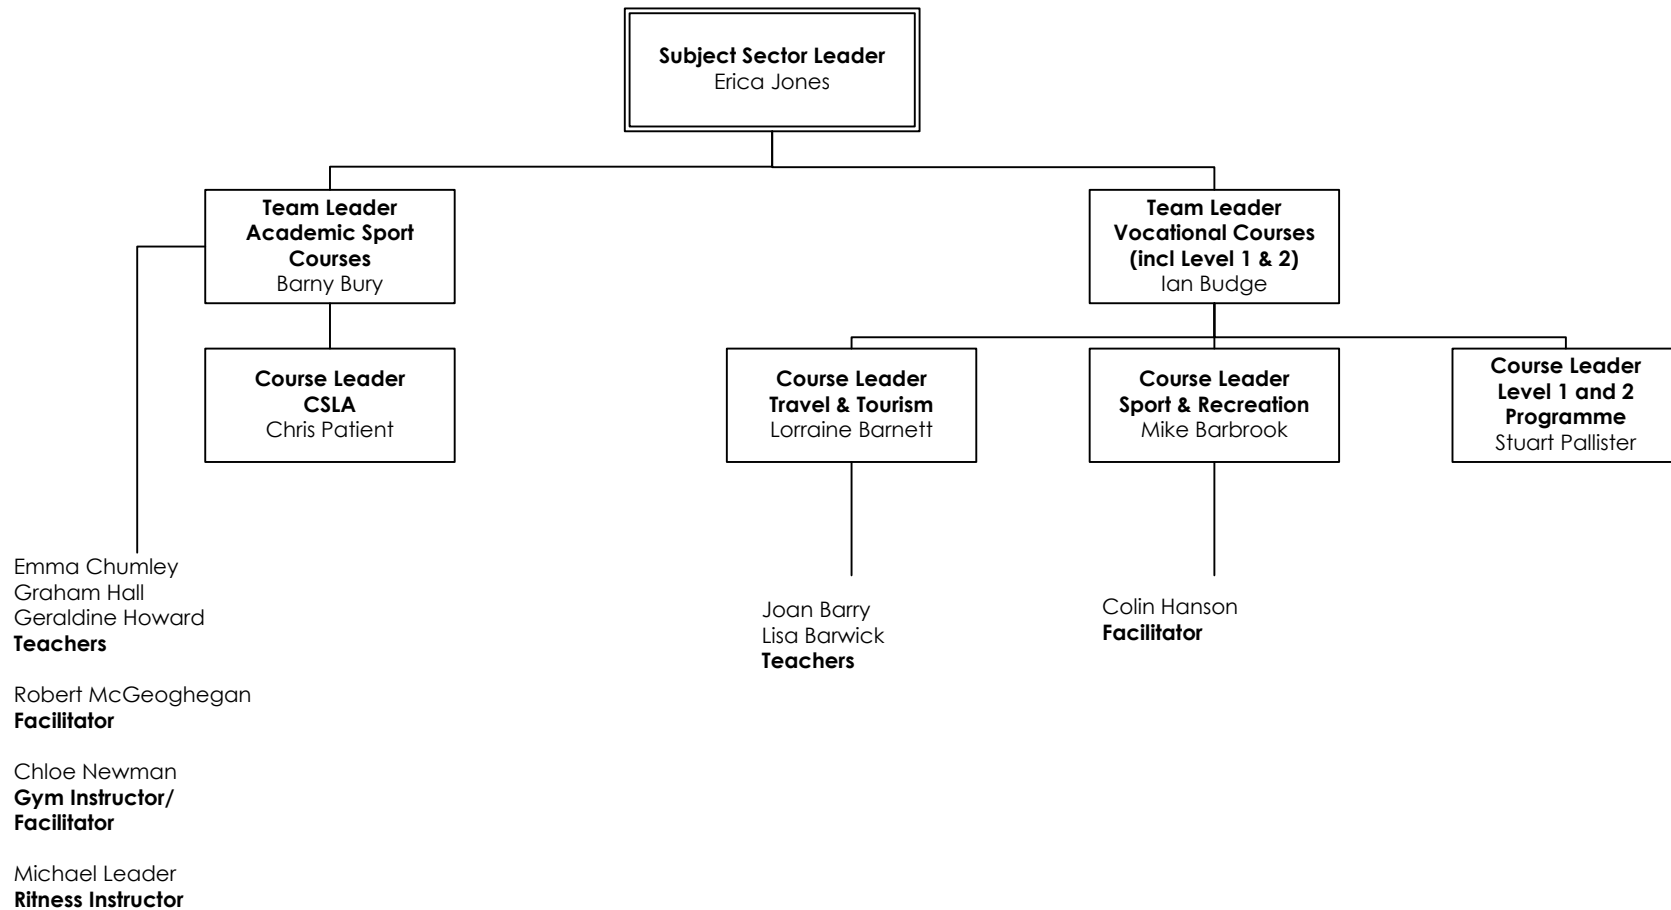 Subject Sector Leader
Erica Jones
Team Leader
Academic Sport
Courses
Barny Bury
Team Leader
Vocational Courses
(incl Level 1 & 2)
Ian Budge
Course Leader
CSLA
Chris Patient
Course Leader
Travel & Tourism
Lorraine Barnett
Course Leader
Sport & Recreation
Mike Barbrook
Course Leader
Level 1 and 2
Programme
Stuart Pallister
Emma Chumley
Graham Hall
Geraldine Howard
Teachers
Robert McGeoghegan
Facilitator
Chloe Newman
Gym Instructor/
Facilitator
Michael Leader
Ritness Instructor
Joan Barry
Lisa Barwick
Teachers
Colin Hanson
Facilitator